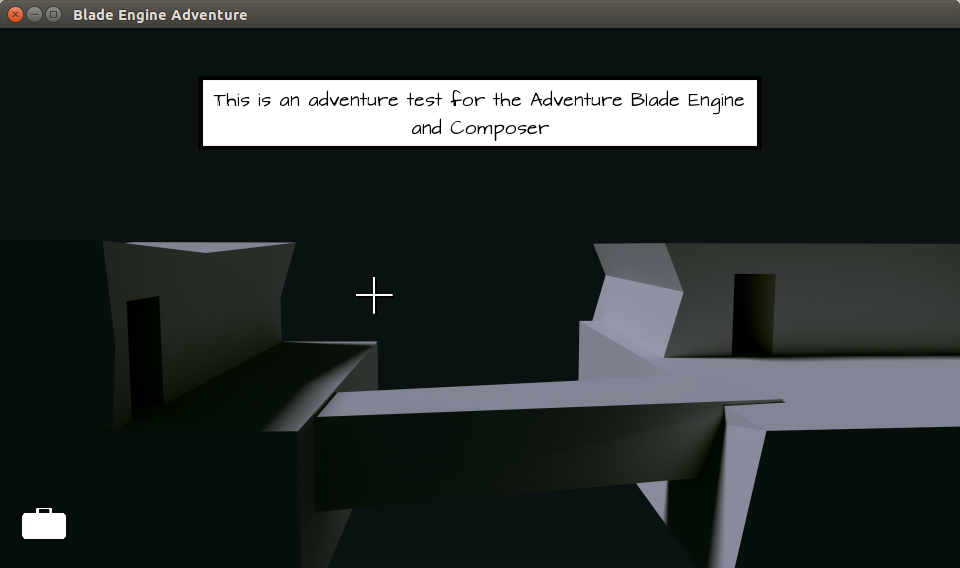 Blade Engine Adventure
This is an adventure test for the Adventure Blade Engine
and Composer